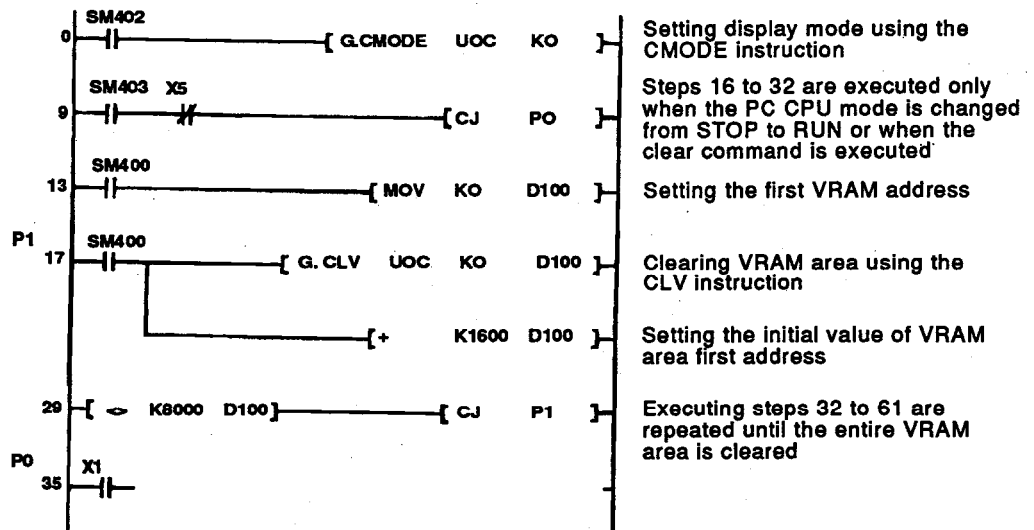 SM402
0 G.CMODE UOC KO
Setting display mode using the
CMODE instruction
SM403 X5
9 CJ PO
Steps 16 to 32 are executed only
when the PC CPU mode is changed
from STOP to RUN or when the
clear command is executed
SM400
13 MOV KO D100
Setting the first VRAM address
P1
SM400
17 G.CLV UOC KO D100
Clearing VRAM area using the
CLV instruction
+ K1600 D100
Setting the initial value of VRAM
area first address
29 <> K8000 D100 CJ P1
Executing steps 32 to 61 are
repeated until the entire VRAM
area is cleared
PO
X1
35